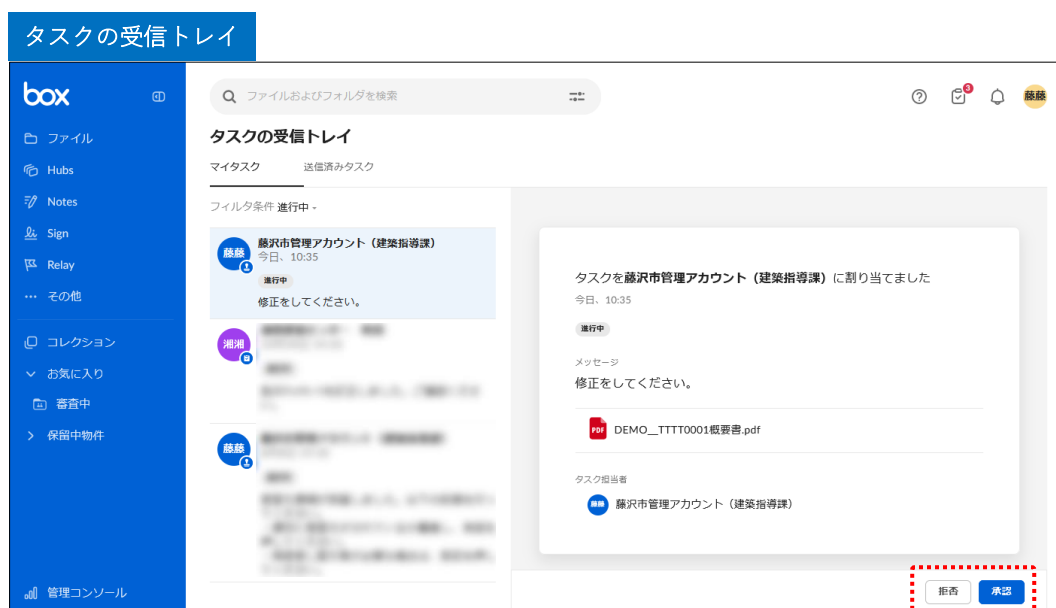 タスクの受信トレイ
box
ファイルおよびフォルダを検索
3
藤藤
ファイル
Hubs
Notes
Sign
Relay
その他
コレクション
お気に入り
審査中
保留中物件
管理コンソール
タスクの受信トレイ
マイタスク
送信済みタスク
フィルタ条件 進行中
藤藤
藤沢市管理アカウント（建築指導課）
今日、10:35
進行中
修正をしてください。
湘湘
藤藤
タスクを藤沢市管理アカウント（建築指導課）に割り当てました
今日、10:35
進行中
メッセージ
修正をしてください。
PDF DEMO__TTTT0001概要書.pdf
タスク担当者
藤藤 藤沢市管理アカウント（建築指導課）
拒否
承認